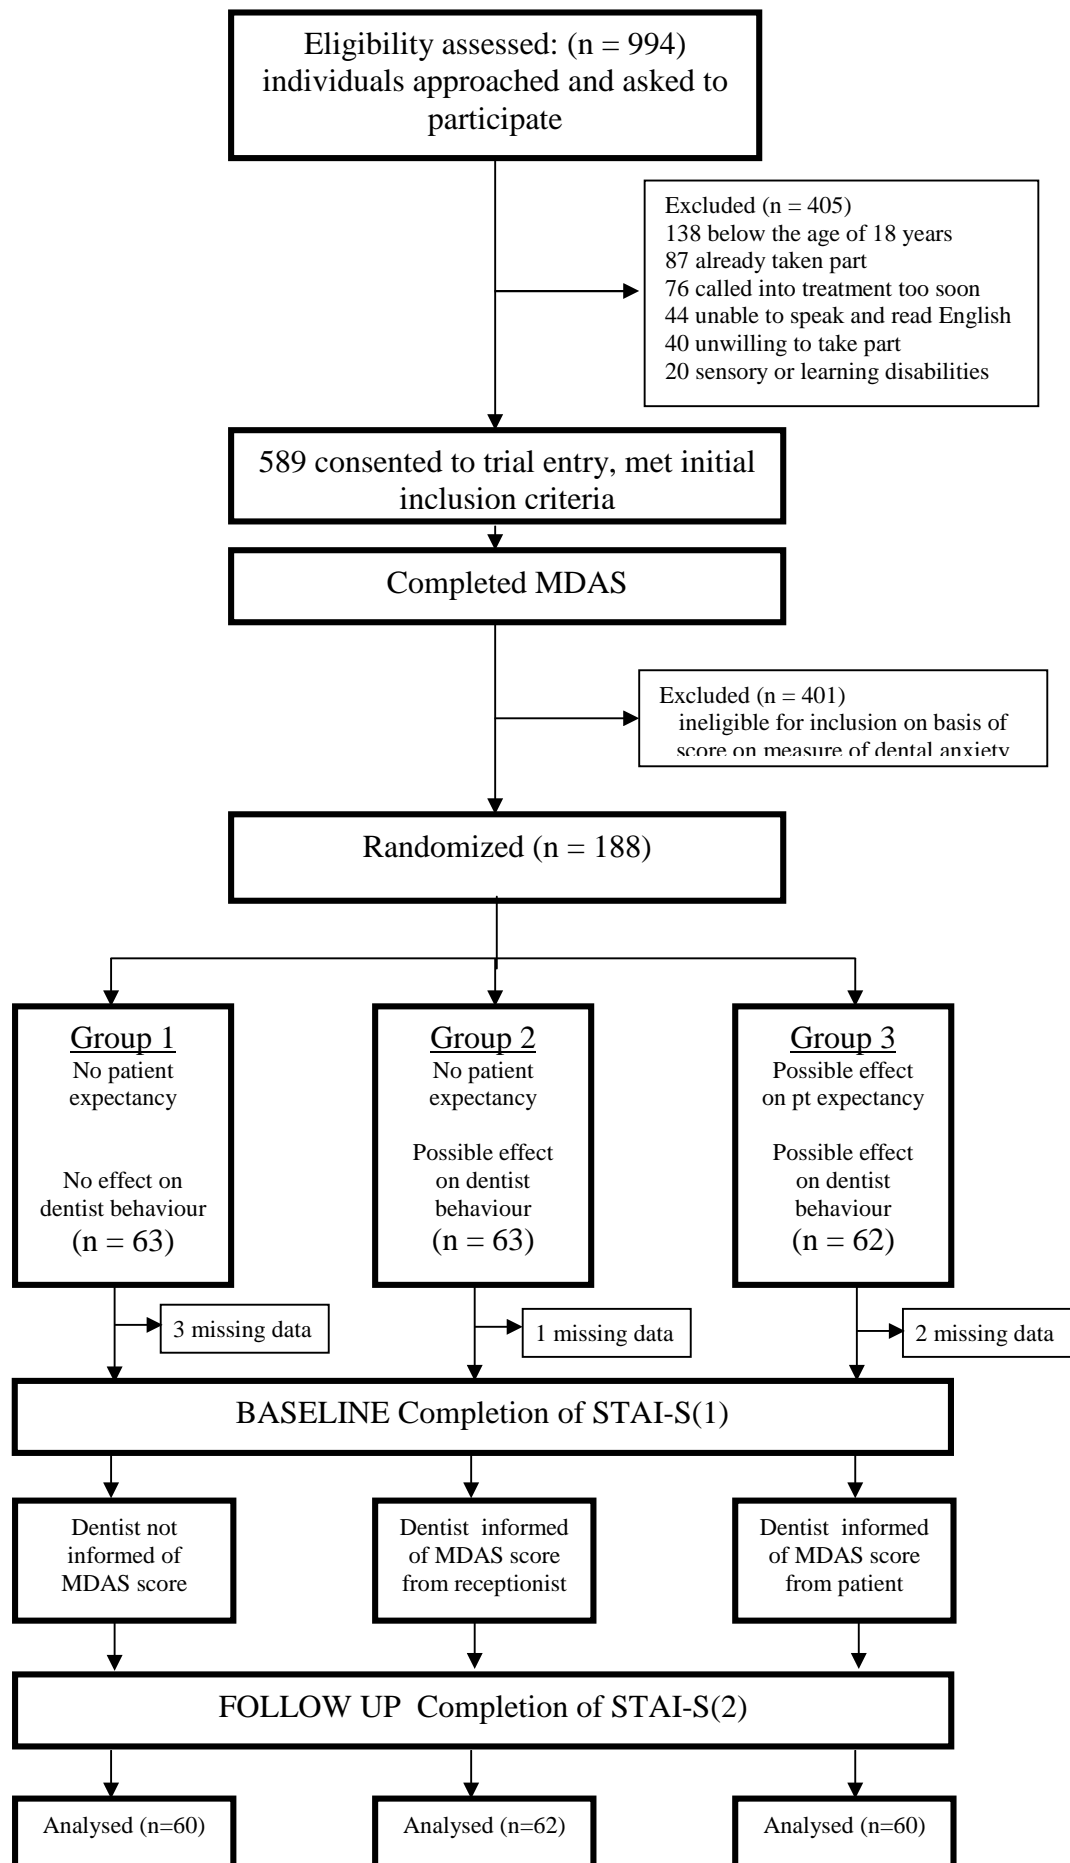 Eligibility assessed: (n = 994)
individuals approached and asked to
participate
Excluded (n = 405)
138 below the age of 18 years
87 already taken part
76 called into treatment too soon
44 unable to speak and read English
40 unwilling to take part
20 sensory or learning disabilities
589 consented to trial entry, met initial
inclusion criteria
Completed MDAS
Excluded (n = 401)
ineligible for inclusion on basis of
score on measure of dental anxiety
Randomized (n = 188)
Group 1
No patient
expectancy
No effect on
dentist behaviour
(n = 63)
Group 2
No patient
expectancy
Possible effect
on dentist
behaviour
(n = 63)
Group 3
Possible effect
on pt expectancy
Possible effect
on dentist
behaviour
(n = 62)
3 missing data
1 missing data
2 missing data
BASELINE Completion of STAI-S(1)
Dentist not
informed of
MDAS score
Dentist informed
of MDAS score
from receptionist
Dentist informed
of MDAS score
from patient
FOLLOW UP Completion of STAI-S(2)
Analysed (n=60)
Analysed (n=62)
Analysed (n=60)